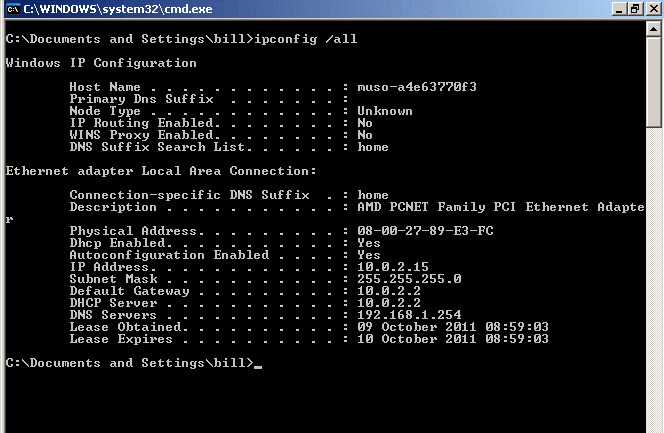 C:\WINDOWS\system32\cmd.exe
C:\Documents and Settings\bill>ipconfig /all
Windows IP Configuration
Host Name . . . . . . . . . . . . : muso-a4e63770f3
Primary Dns Suffix  . . . . . . . :
Node Type . . . . . . . . . . . . : Unknown
IP Routing Enabled. . . . . . . . : No
WINS Proxy Enabled. . . . . . . . : No
DNS Suffix Search List. . . . . . : home
Ethernet adapter Local Area Connection:
Connection-specific DNS Suffix  . : home
Description . . . . . . . . . . . : AMD PCNET Family PCI Ethernet Adapte
r
Physical Address. . . . . . . . . : 08-00-27-89-E3-FC
Dhcp Enabled. . . . . . . . . . . : Yes
Autoconfiguration Enabled . . . . : Yes
IP Address. . . . . . . . . . . . : 10.0.2.15
Subnet Mask . . . . . . . . . . . : 255.255.255.0
Default Gateway . . . . . . . . . : 10.0.2.2
DHCP Server . . . . . . . . . . . : 10.0.2.2
DNS Servers . . . . . . . . . . . : 192.168.1.254
Lease Obtained. . . . . . . . . . : 09 October 2011 08:59:03
Lease Expires . . . . . . . . . . : 10 October 2011 08:59:03
C:\Documents and Settings\bill>_